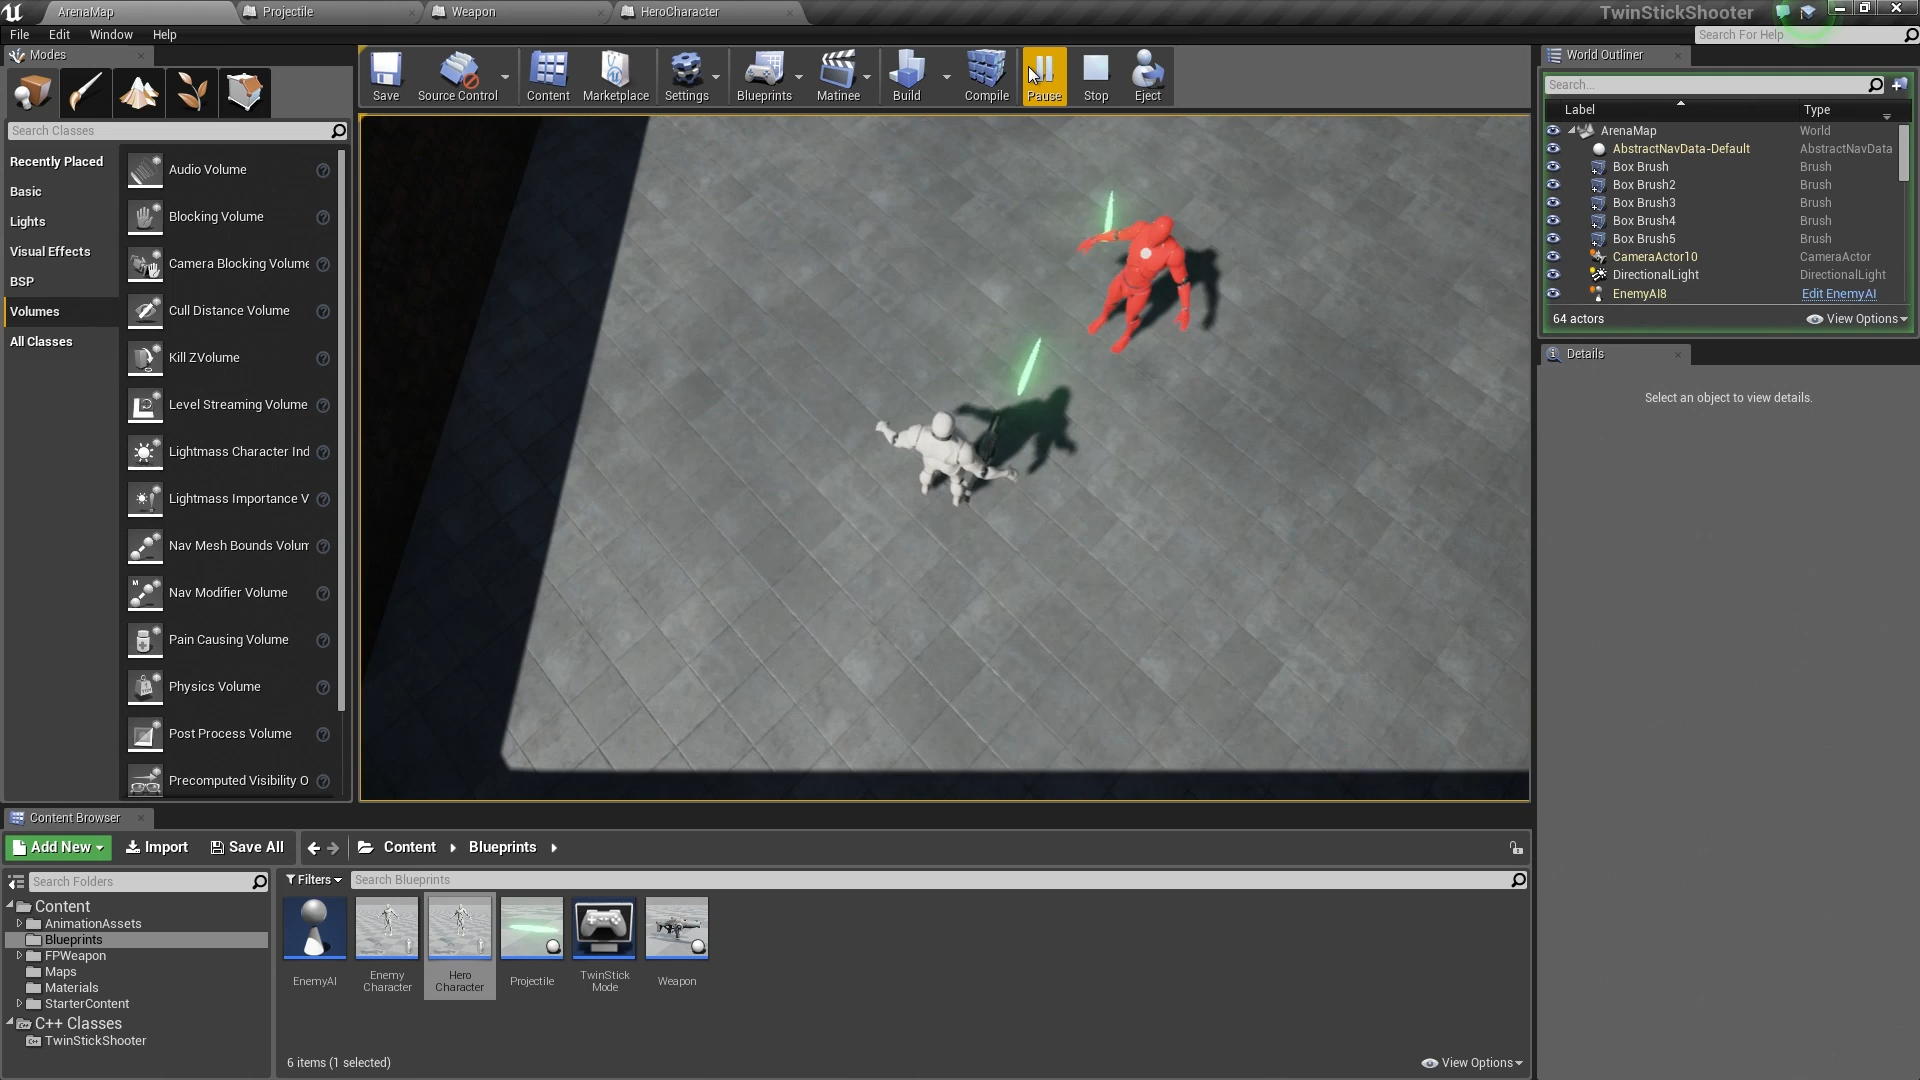 ArenaMap
Projectile
Weapon
HeroCharacter
TwinStickShooter
File Edit Window Help
Search For Help
Modes
Save
Source Control
Content
Marketplace
Settings
Blueprints
Matinee
Build
Compile
Pause
Stop
Eject
Search Classes
Recently Placed
Basic
Lights
Visual Effects
BSP
Volumes
All Classes
Audio Volume
Blocking Volume
Camera Blocking Volume
Cull Distance Volume
Kill ZVolume
Level Streaming Volume
Lightmass Character Ind
Lightmass Importance V
Nav Mesh Bounds Volum
Nav Modifier Volume
Pain Causing Volume
Physics Volume
Post Process Volume
Precomputed Visibility O
World Outliner
Search...
Label Type
ArenaMap World
AbstractNavData-Default AbstractNavData
Box Brush Brush
Box Brush2 Brush
Box Brush3 Brush
Box Brush4 Brush
Box Brush5 Brush
CameraActor10 CameraActor
DirectionalLight DirectionalLight
EnemyAI8 Edit EnemyAI
64 actors View Options
Details
Select an object to view details.
Content Browser
Add New Import Save All Content Blueprints
Search Folders
Filters Search Blueprints
Content
AnimationAssets
Blueprints
FPWeapon
Maps
Materials
StarterContent
C++ Classes
TwinStickShooter
EnemyAI
Enemy
Character
Hero
Character
Projectile
TwinStick
Mode
Weapon
6 items (1 selected) View Options